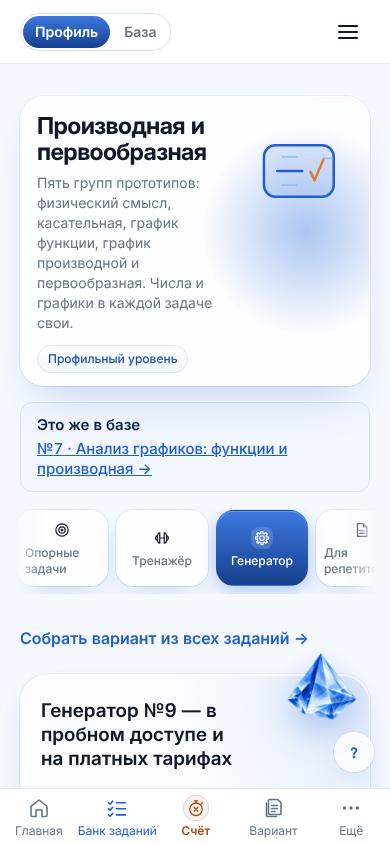 Профиль База
Производная и
первообразная
Пять групп прототипов:
физический смысл,
касательная, график
функции, график
производной и
первообразная. Числа и
графики в каждой задаче
свои.
Профильный уровень
Это же в базе
№7 · Анализ графиков: функции и
производная →
Опорные
задачи
Тренажёр
Генератор
Для
Собрать вариант из всех заданий →
Генератор №9 — в
пробном доступе и
на платных тарифах
?
Главная Банк заданий Счёт Вариант Ещё